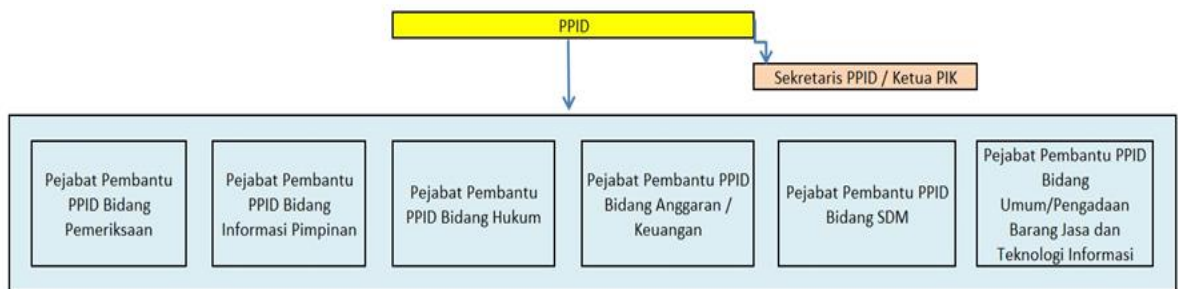 PPID
Sekretaris PPID / Ketua PIK
Pejabat Pembantu
PPID Bidang
Pemeriksaan
Pejabat Pembantu
PPID Bidang
Informasi Pimpinan
Pejabat Pembantu
PPID Bidang Hukum
Pejabat Pembantu PPID
Bidang Anggaran /
Keuangan
Pejabat Pembantu PPID
Bidang SDM
Pejabat Pembantu PPID
Bidang
Umum/Pengadaan
Barang Jasa dan
Teknologi Informasi